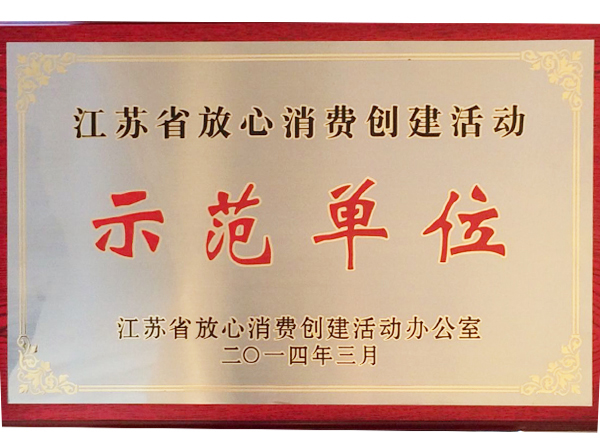 江苏省放心消费创建活动
示范单位
江苏省放心消费创建活动办公室
二〇一四年三月